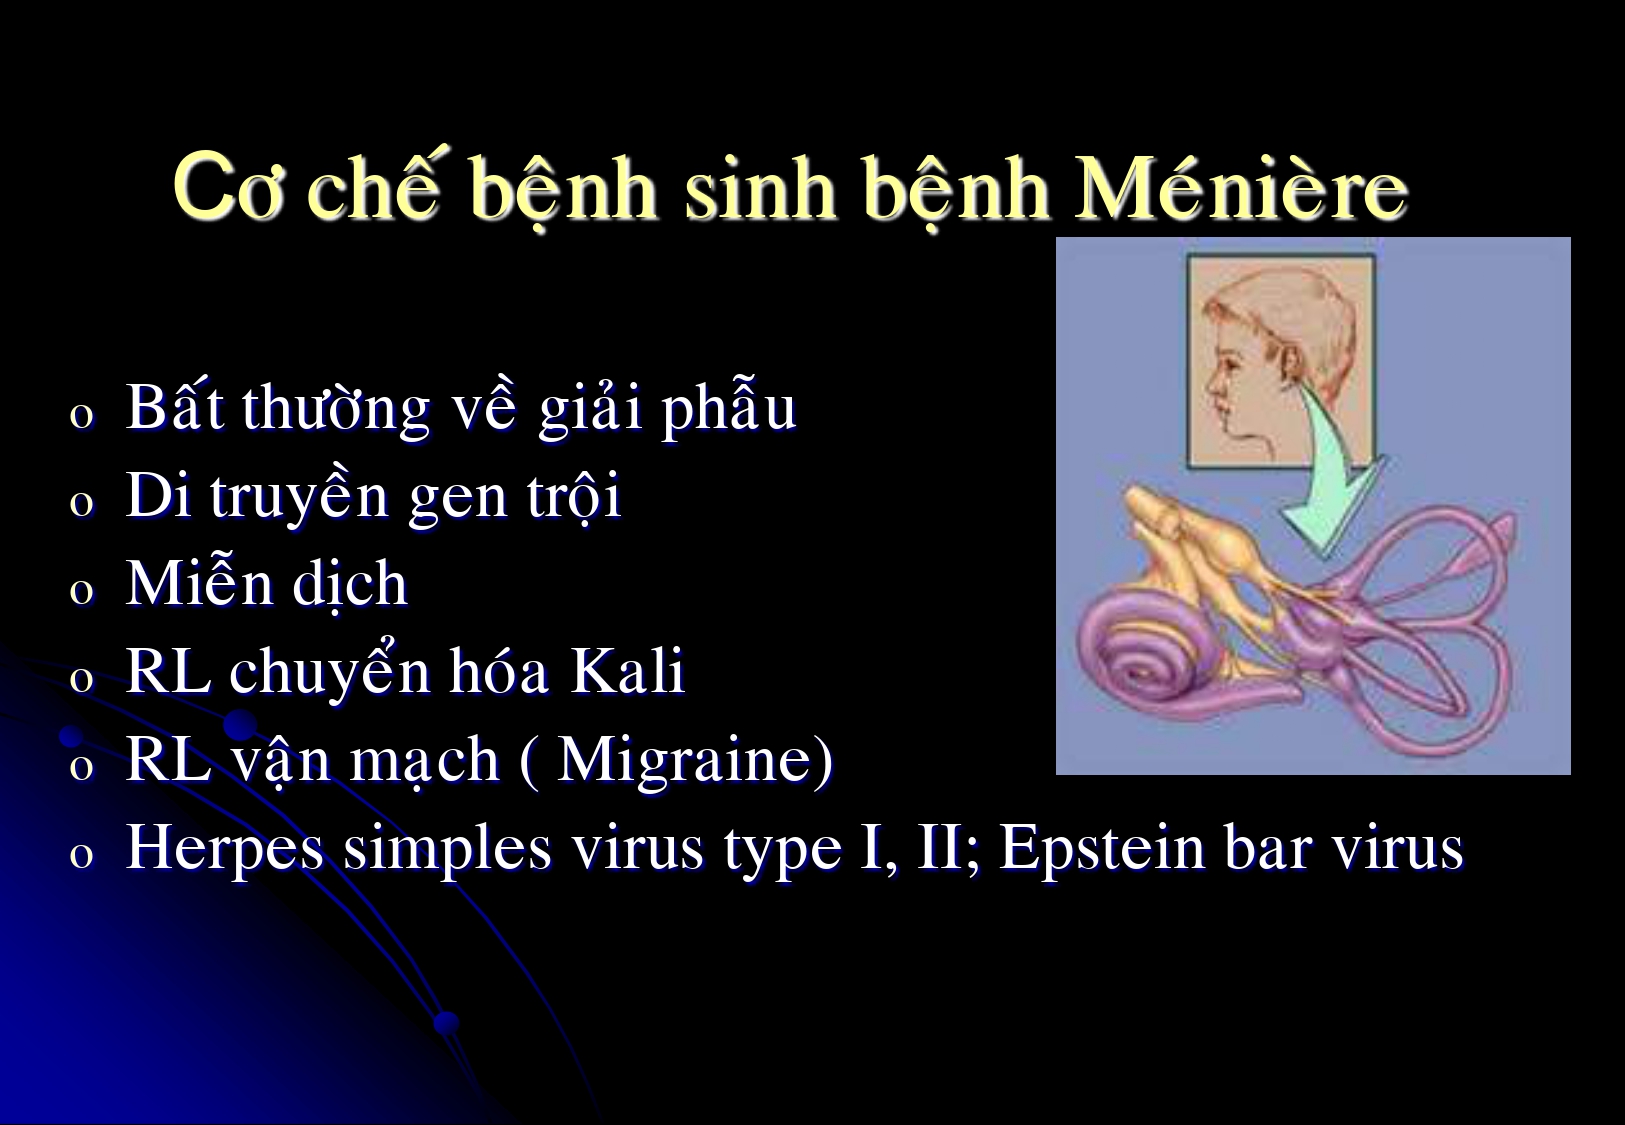 Cơ chế bệnh sinh bệnh Ménière
o Bất thường về giải phẫu
o Di truyền gen trội
o Miễn dịch
o RL chuyển hóa Kali
o RL vận mạch ( Migraine)
o Herpes simples virus type I, II; Epstein bar virus